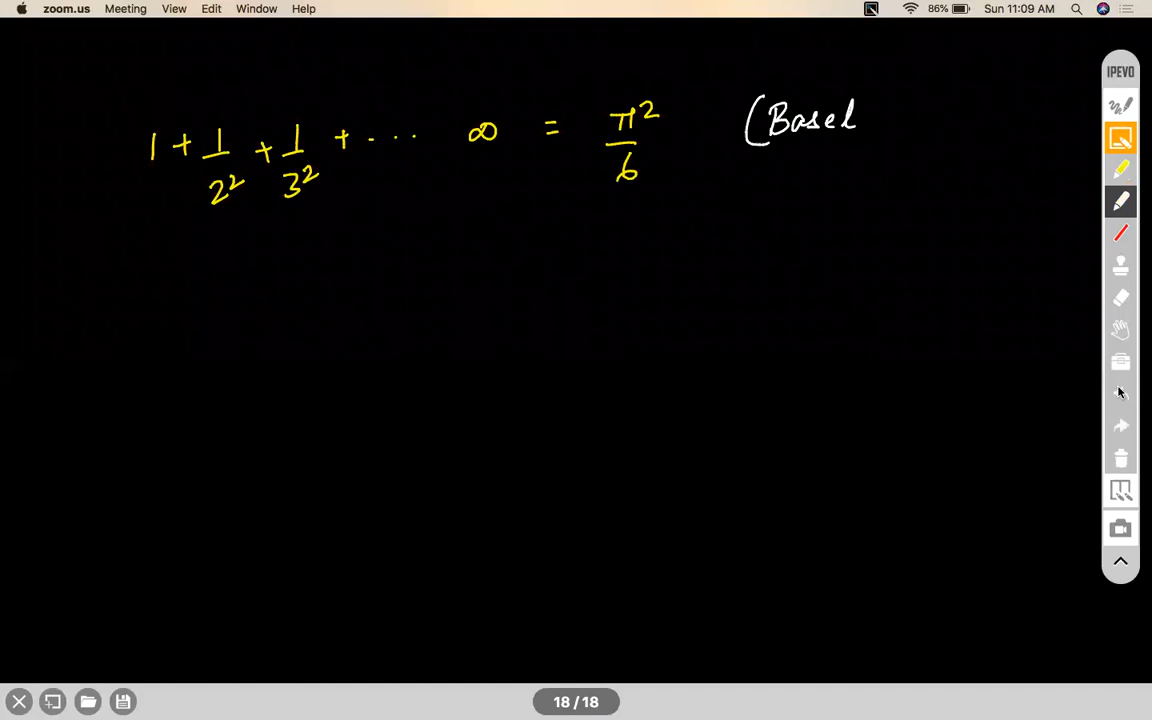 zoom.us Meeting View Edit Window Help 86% Sun 11:09 AM
IPEVO
1 + 1/2² + 1/3² + - ··· ∞ = π²/6 (Basel
18 / 18